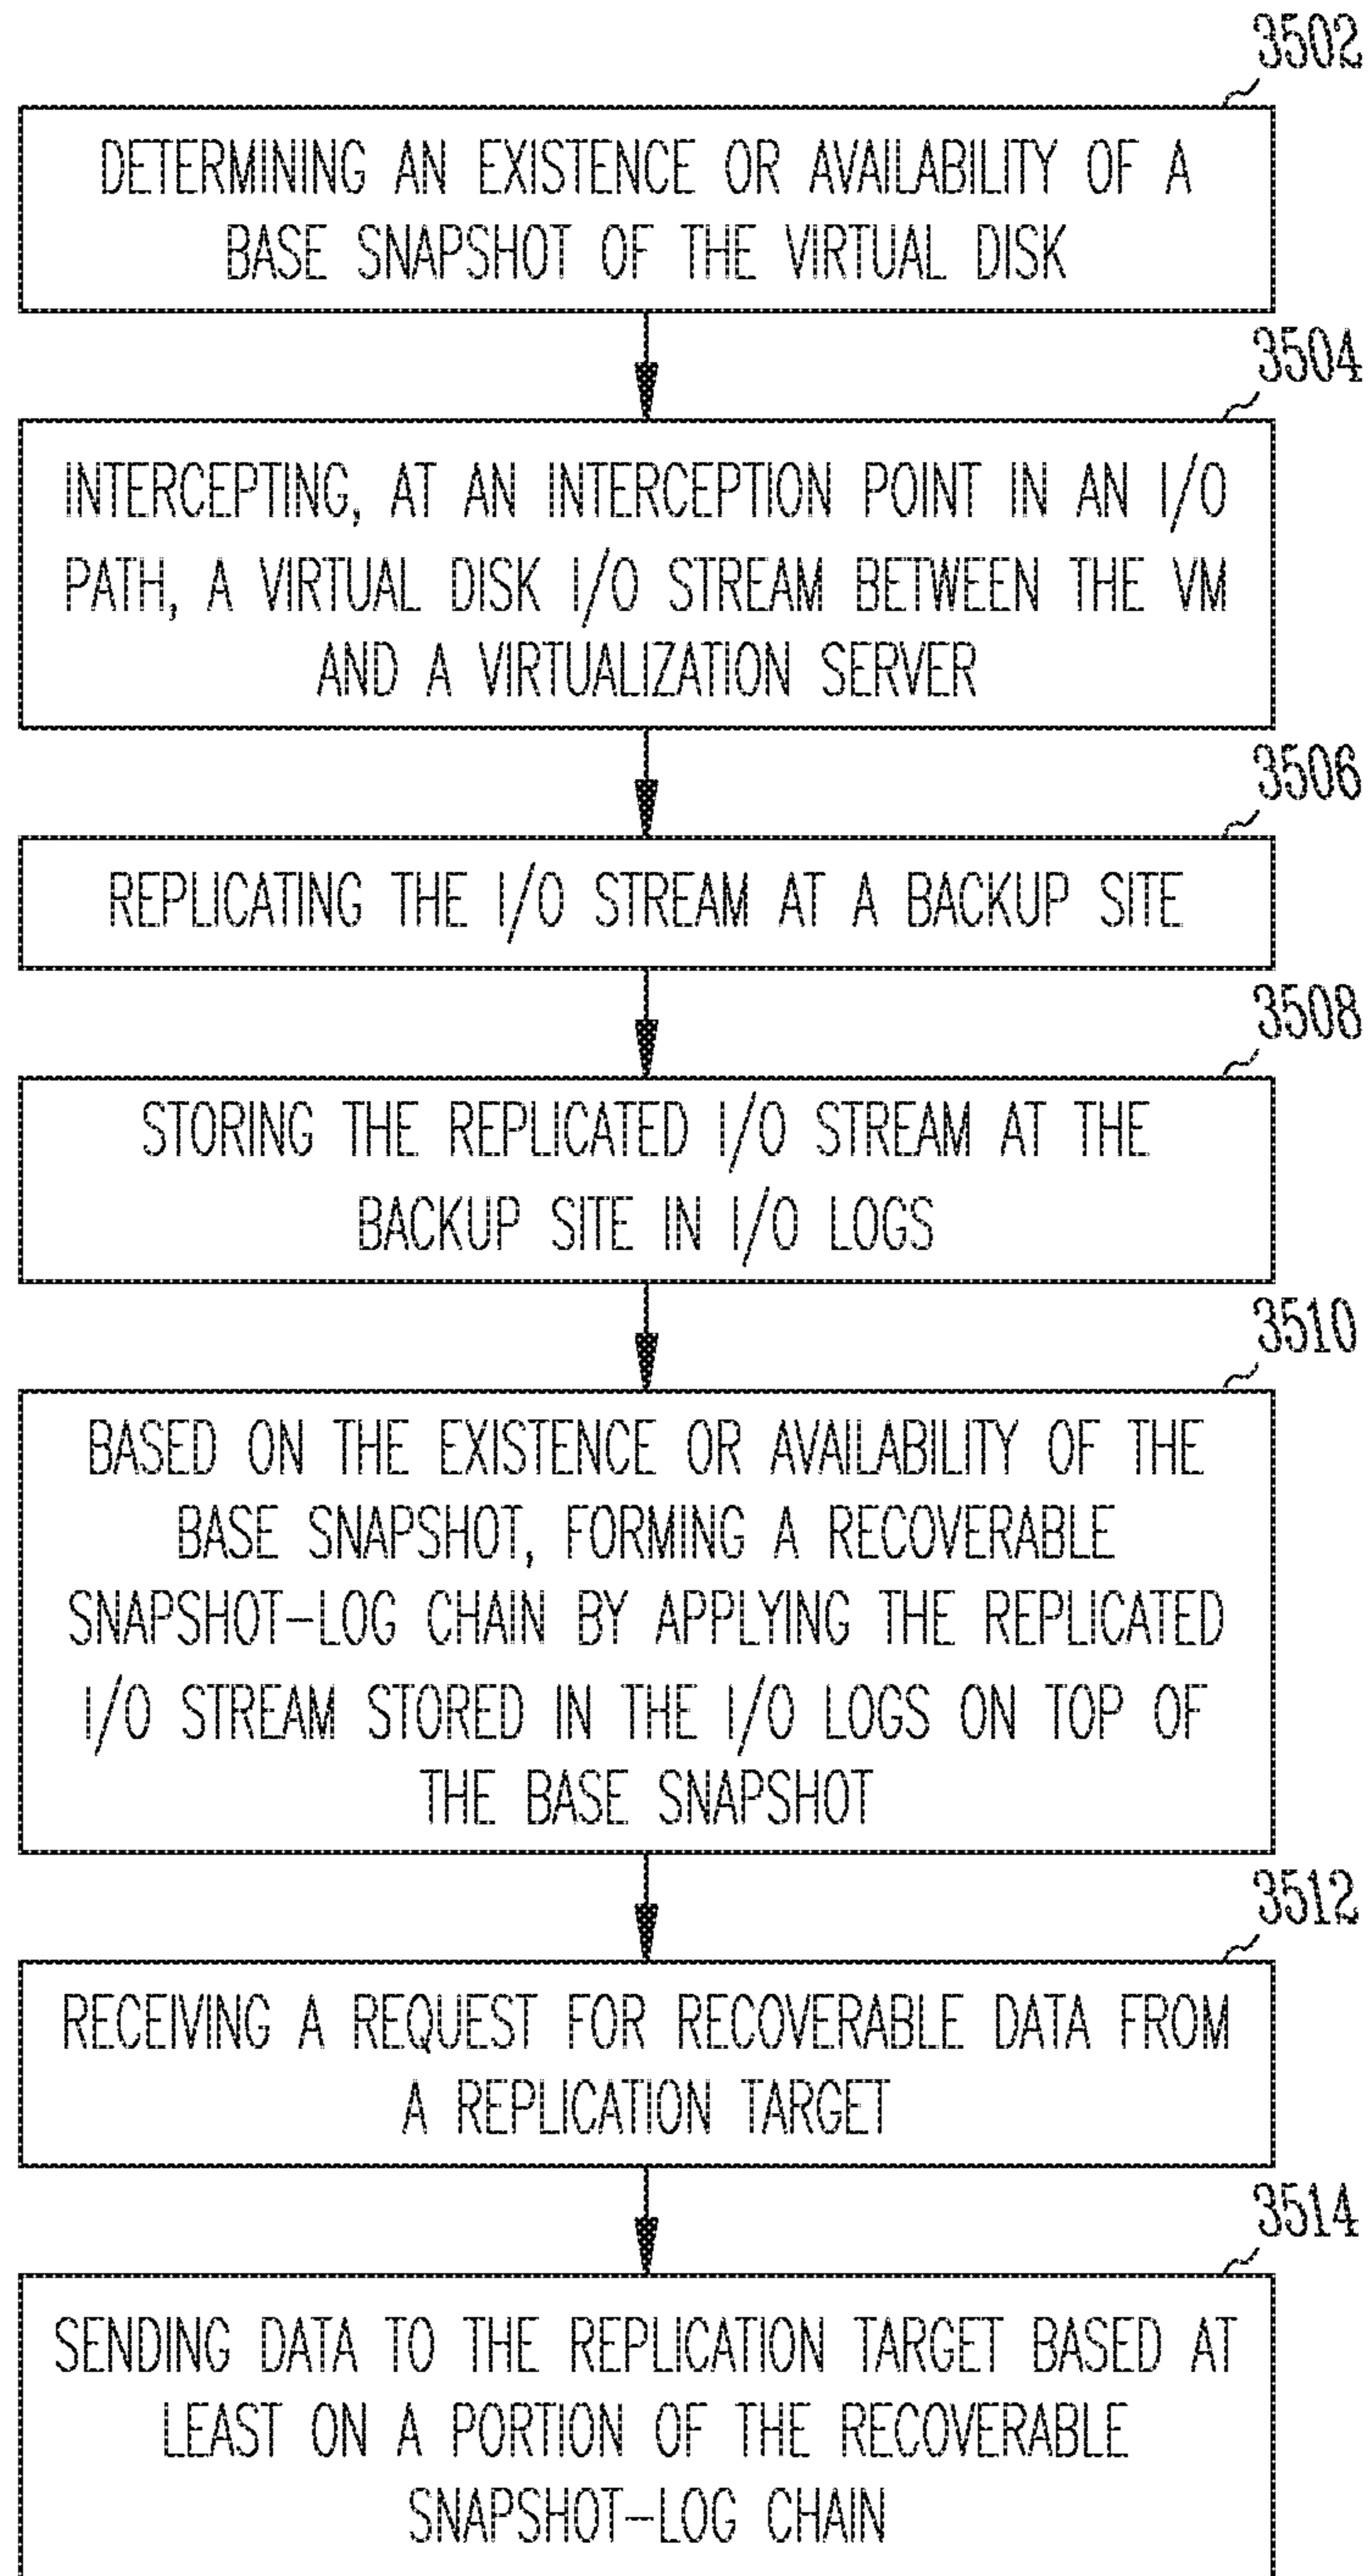 3502
DETERMINING AN EXISTENCE OR AVAILABILITY OF A
BASE SNAPSHOT OF THE VIRTUAL DISK
3504
INTERCEPTING, AT AN INTERCEPTION POINT IN AN I/O
PATH, A VIRTUAL DISK I/O STREAM BETWEEN THE VM
AND A VIRTUALIZATION SERVER
3506
REPLICATING THE I/O STREAM AT A BACKUP SITE
3508
STORING THE REPLICATED I/O STREAM AT THE
BACKUP SITE IN I/O LOGS
3510
BASED ON THE EXISTENCE OR AVAILABILITY OF THE
BASE SNAPSHOT, FORMING A RECOVERABLE
SNAPSHOT-LOG CHAIN BY APPLYING THE REPLICATED
I/O STREAM STORED IN THE I/O LOGS ON TOP OF
THE BASE SNAPSHOT
3512
RECEIVING A REQUEST FOR RECOVERABLE DATA FROM
A REPLICATION TARGET
3514
SENDING DATA TO THE REPLICATION TARGET BASED AT
LEAST ON A PORTION OF THE RECOVERABLE
SNAPSHOT-LOG CHAIN